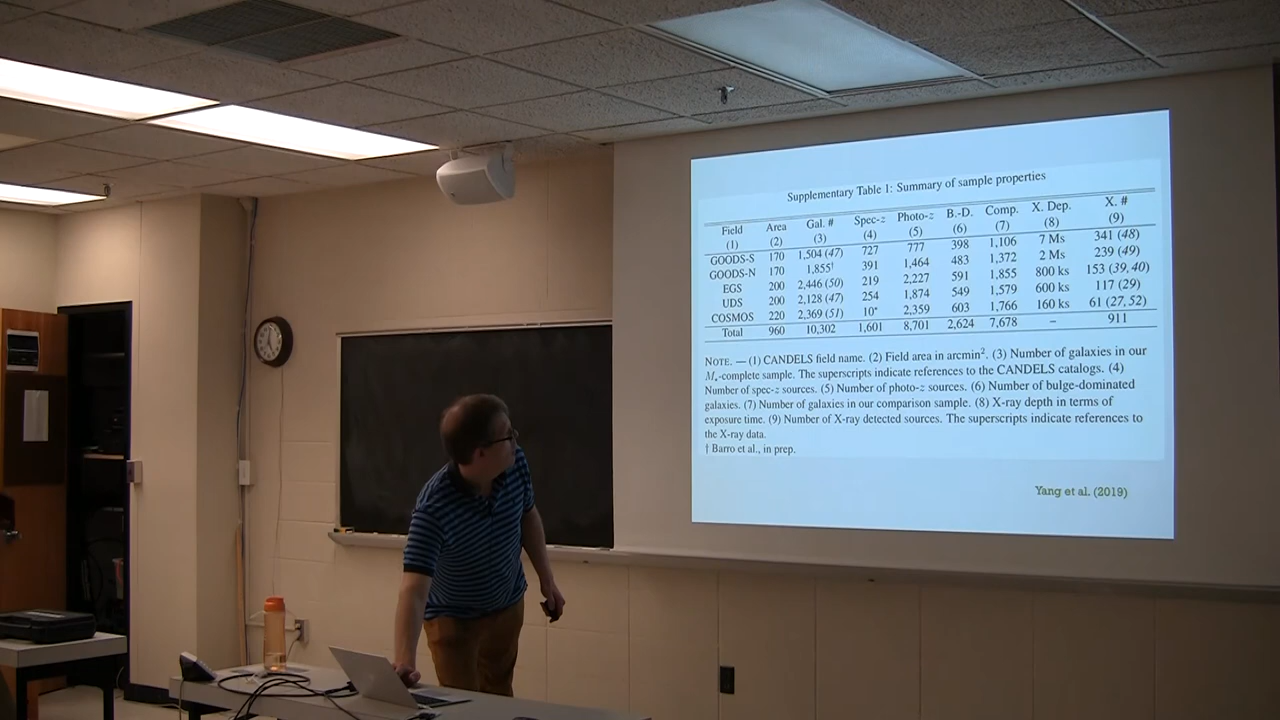 Supplementary Table 1: Summary of sample properties
Field Area Gal. # Spec-z Photo-z B.-D. Comp. X. Dep. X. #
(1) (2) (3) (4) (5) (6) (7) (8) (9)
GOODS-S 170 1,504 (47) 727 777 398 1,106 7 Ms 341 (48)
GOODS-N 170 1,855† 391 1,464 483 1,372 2 Ms 239 (49)
EGS 200 2,446 (50) 219 2,227 591 1,855 800 ks 153 (39, 40)
UDS 200 2,128 (47) 254 1,874 549 1,579 600 ks 117 (29)
COSMOS 220 2,369 (51) 10* 2,359 603 1,766 160 ks 61 (27, 52)
Total 960 10,302 1,601 8,701 2,624 7,678 – 911
NOTE. — (1) CANDELS field name. (2) Field area in arcmin². (3) Number of galaxies in our
M⋆-complete sample. The superscripts indicate references to the CANDELS catalogs. (4)
Number of spec-z sources. (5) Number of photo-z sources. (6) Number of bulge-dominated
galaxies. (7) Number of galaxies in our comparison sample. (8) X-ray depth in terms of
exposure time. (9) Number of X-ray detected sources. The superscripts indicate references to
the X-ray data.
† Barro et al., in prep.
Yang et al. (2019)